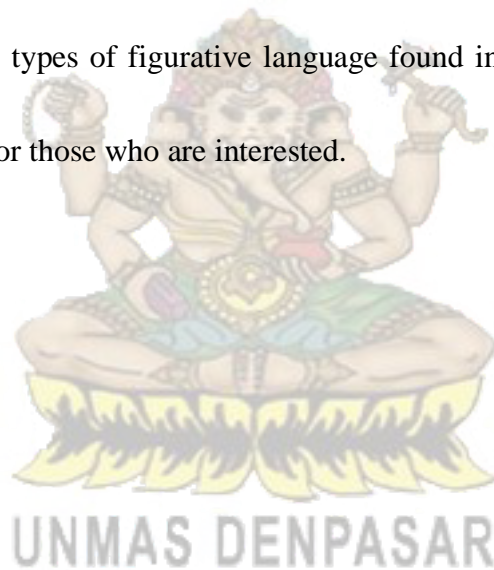 types of figurative language found in
or those who are interested.
UNMAS DENPASAR